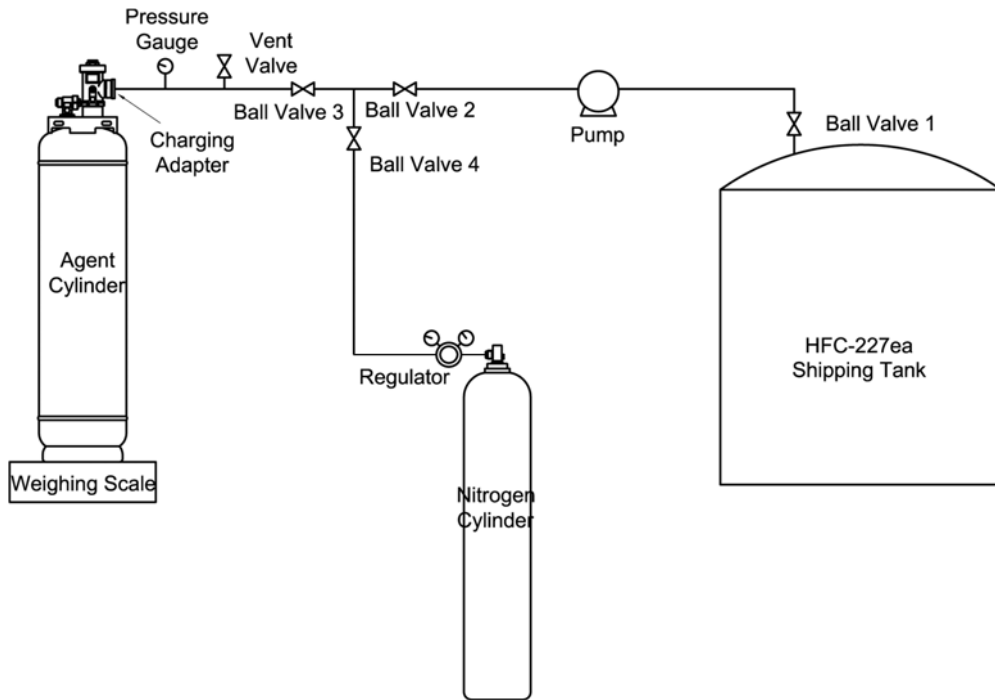 Pressure
Gauge
Vent
Valve
Ball Valve 3
Ball Valve 2
Pump
Ball Valve 1
Charging
Adapter
Ball Valve 4
Agent
Cylinder
HFC-227ea
Shipping Tank
Regulator
Weighing Scale
Nitrogen
Cylinder